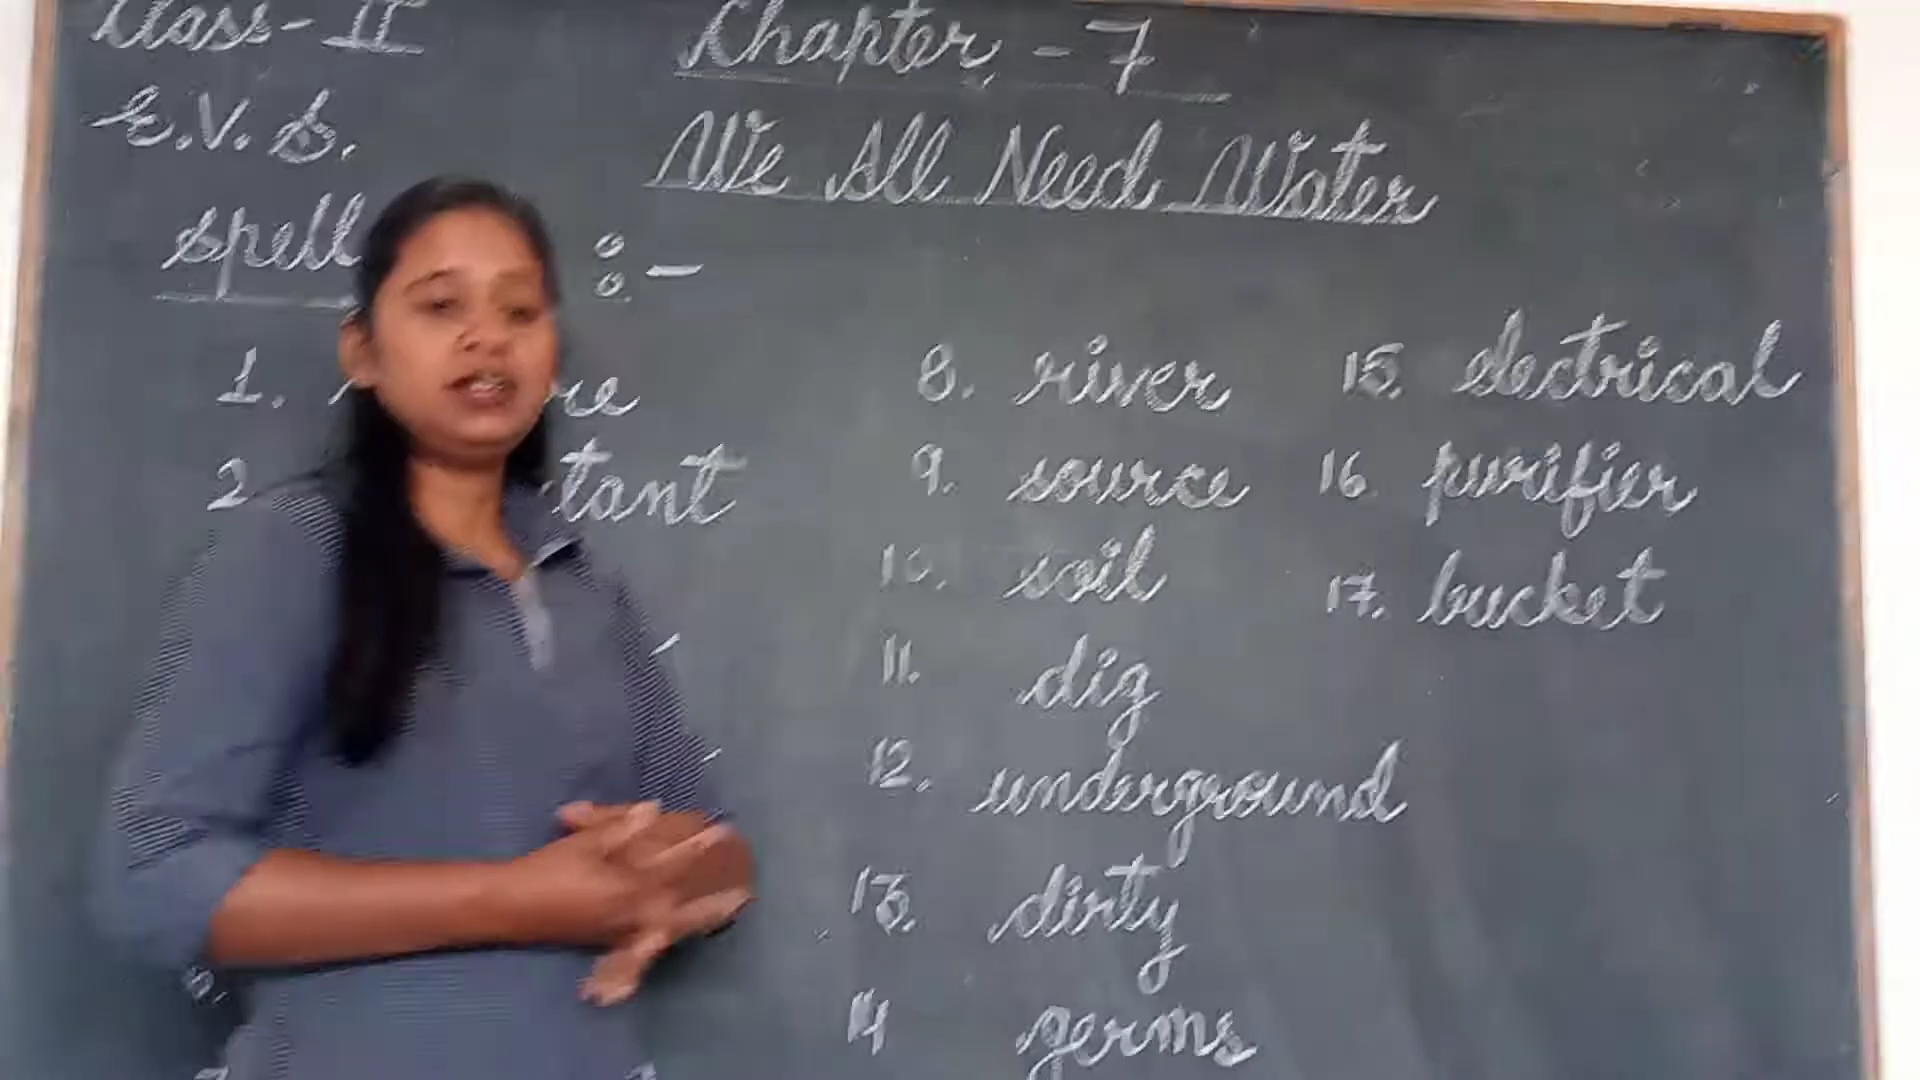 Class-II
Chapter-7
E.V.S.
We All Need Water
spell :-
1.
2. tant
8. river
9. source
10. soil
11. dig
12. underground
13. dirty
14 germs
15. electrical
16. purifier
17. bucket